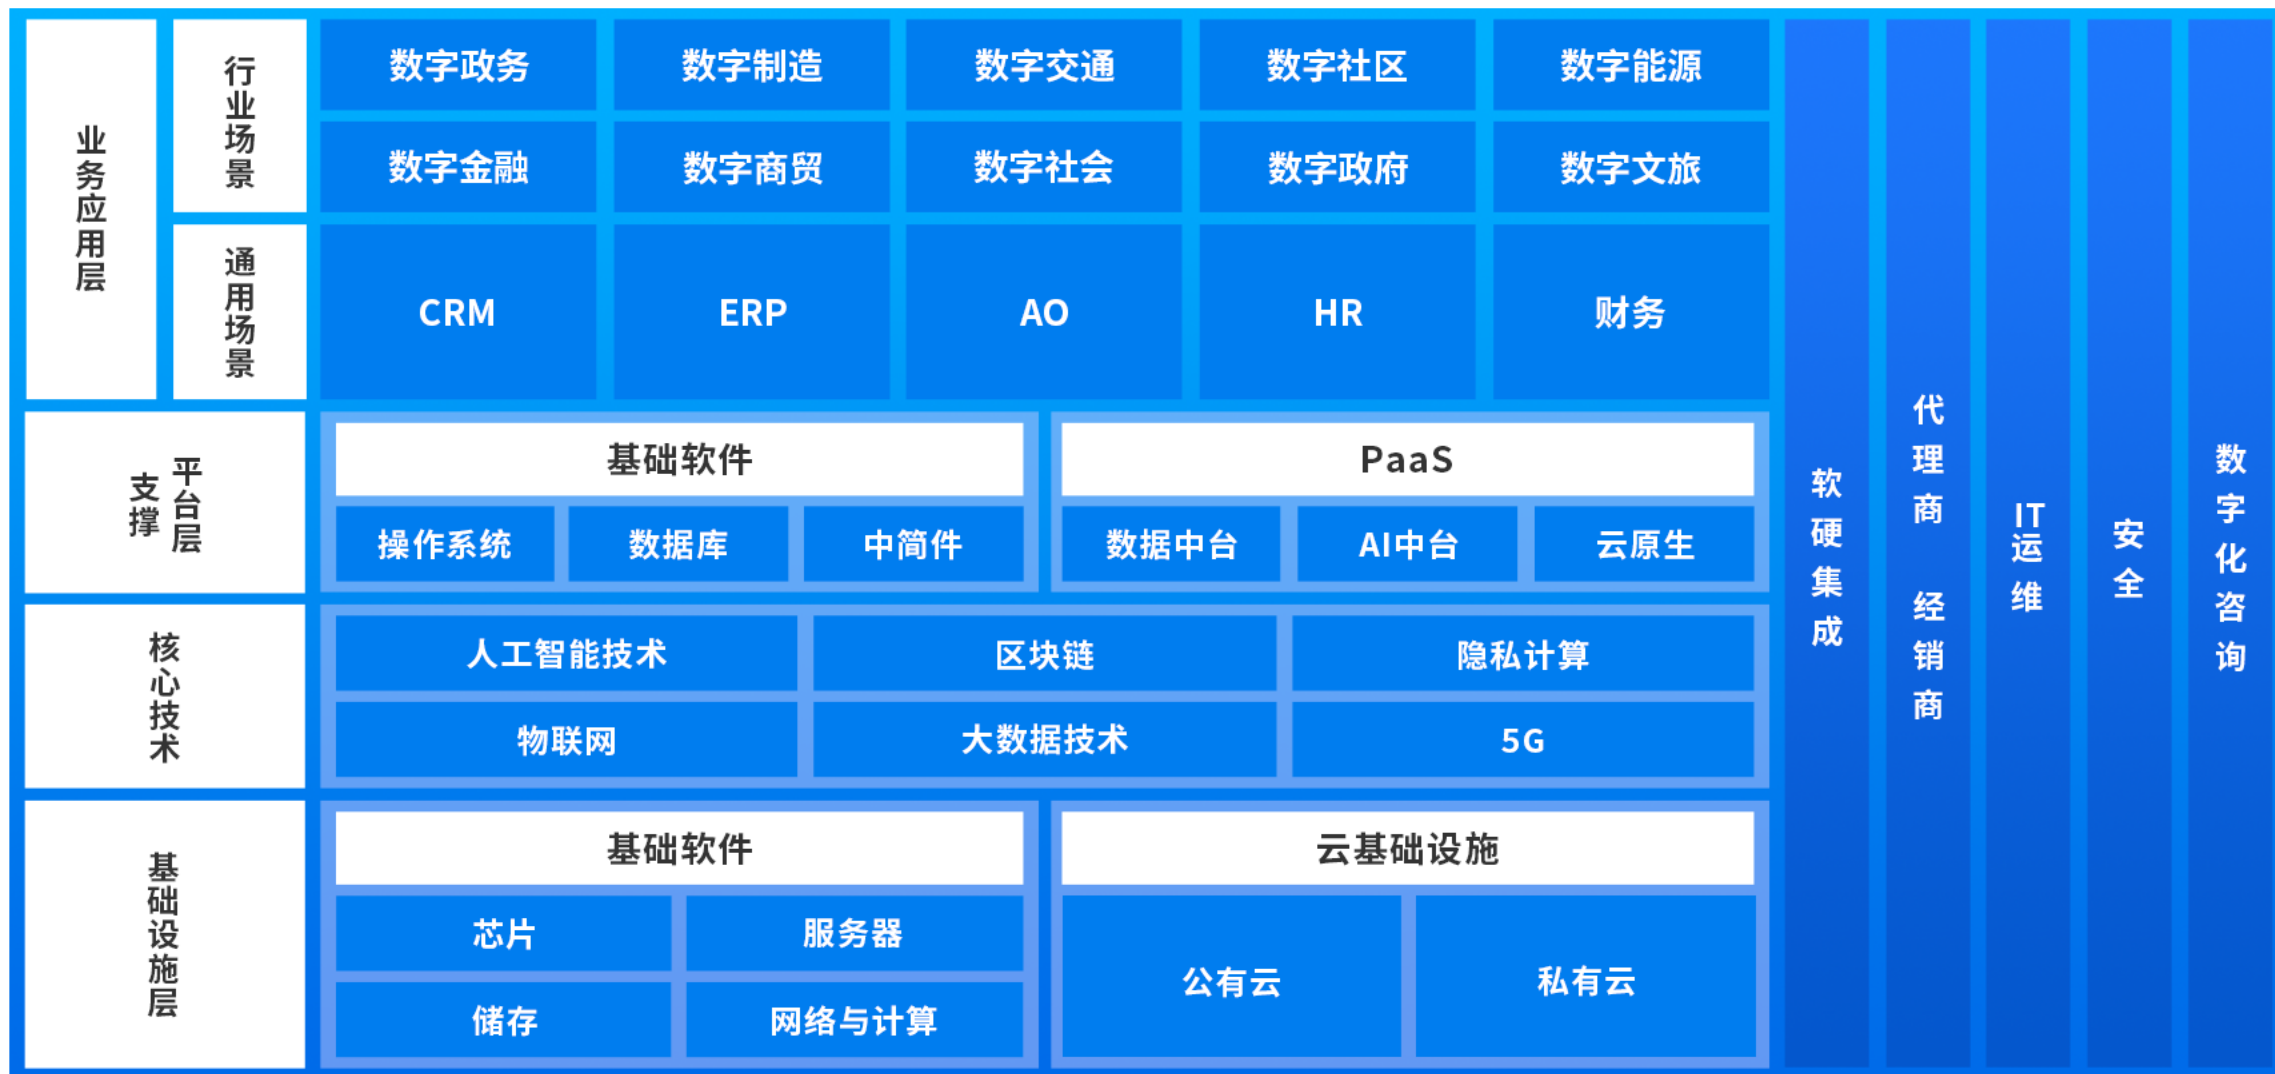 业务应用层
行业场景
数字政务
数字制造
数字交通
数字社区
数字能源
数字金融
数字商贸
数字社会
数字政府
数字文旅
通用场景
CRM
ERP
AO
HR
财务
平台层
支撑
基础软件
操作系统
数据库
中简件
PaaS
数据中台
AI中台
云原生
核心技术
人工智能技术
区块链
隐私计算
物联网
大数据技术
5G
基础设施层
基础软件
芯片
服务器
储存
网络与计算
云基础设施
公有云
私有云
软硬集成
代理商 经销商
IT运维
安全
数字化咨询